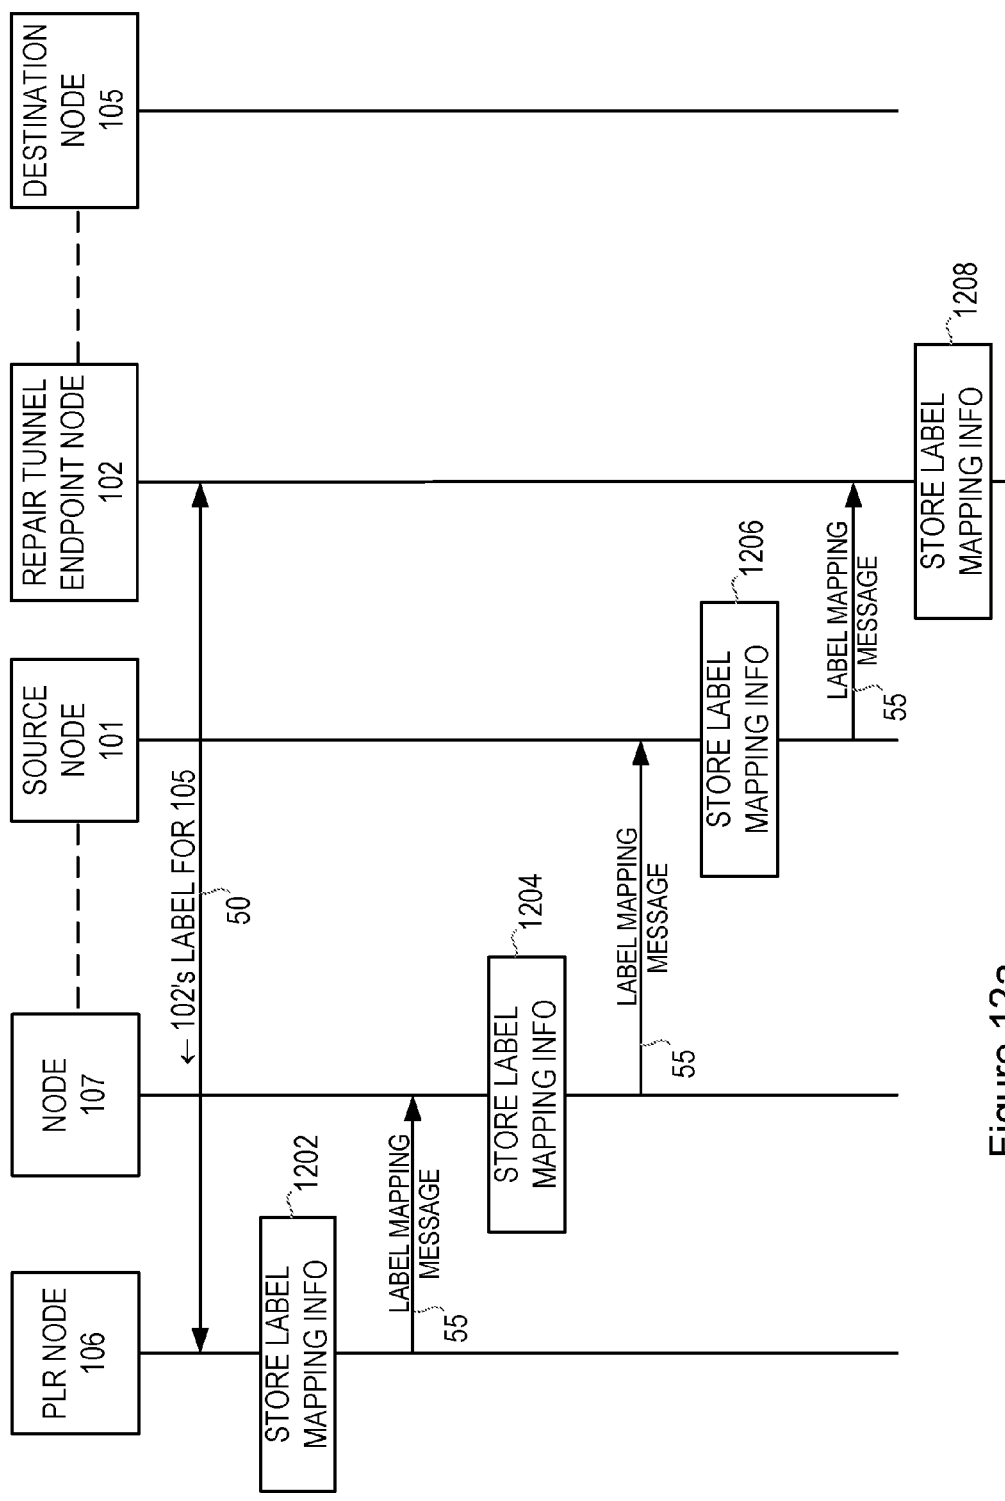 PLR NODE
106
NODE
107
SOURCE
NODE
101
REPAIR TUNNEL
ENDPOINT NODE
102
DESTINATION
NODE
105
← 102's LABEL FOR 105
50
STORE LABEL
MAPPING INFO
1202
LABEL MAPPING
MESSAGE
55
STORE LABEL
MAPPING INFO
1204
LABEL MAPPING
MESSAGE
55
STORE LABEL
MAPPING INFO
1206
LABEL MAPPING
MESSAGE
55
STORE LABEL
MAPPING INFO
1208
Figure 12a